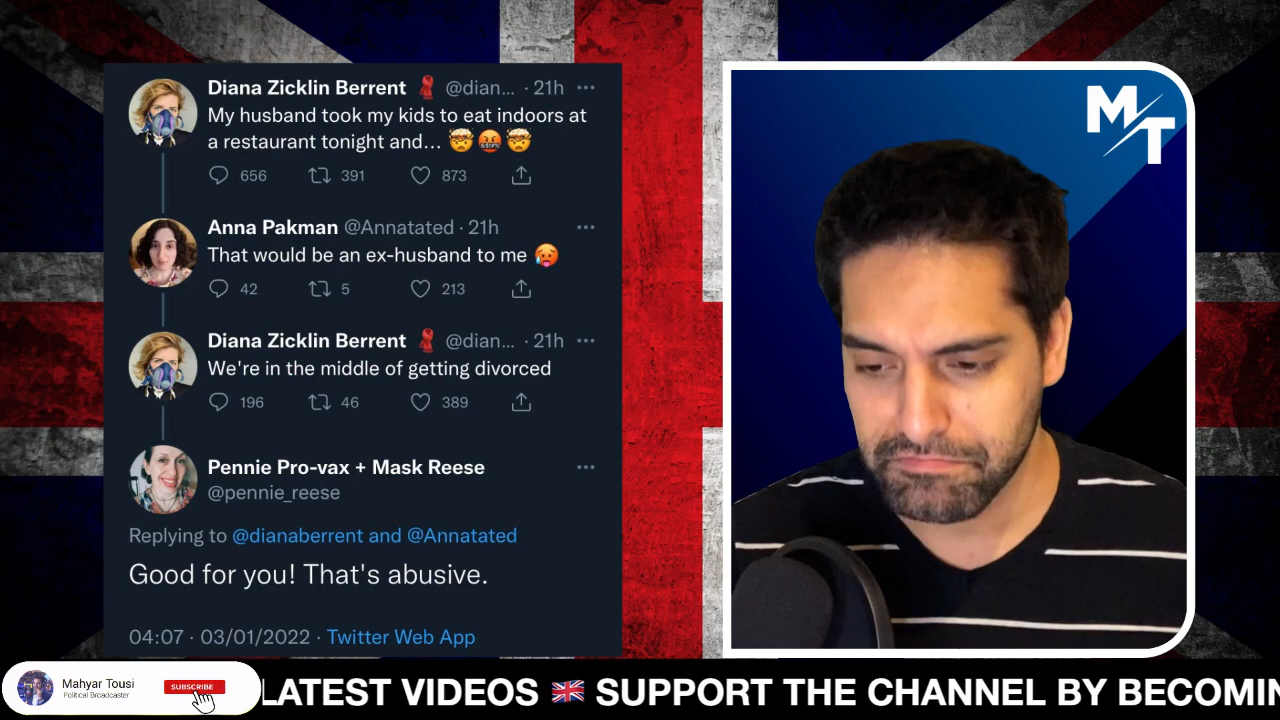 Diana Zicklin Berrent @dian... · 21h
My husband took my kids to eat indoors at
a restaurant tonight and...
656 391 873
Anna Pakman @Annatated · 21h
That would be an ex-husband to me
42 5 213
Diana Zicklin Berrent @dian... · 21h
We're in the middle of getting divorced
196 46 389
Pennie Pro-vax + Mask Reese
@pennie_reese
Replying to @dianaberrent and @Annatated
Good for you! That's abusive.
04:07 · 03/01/2022 · Twitter Web App
MT
Mahyar Tousi
Political Broadcaster
SUBSCRIBE
LATEST VIDEOS 🇬🇧 SUPPORT THE CHANNEL BY BECOMIN